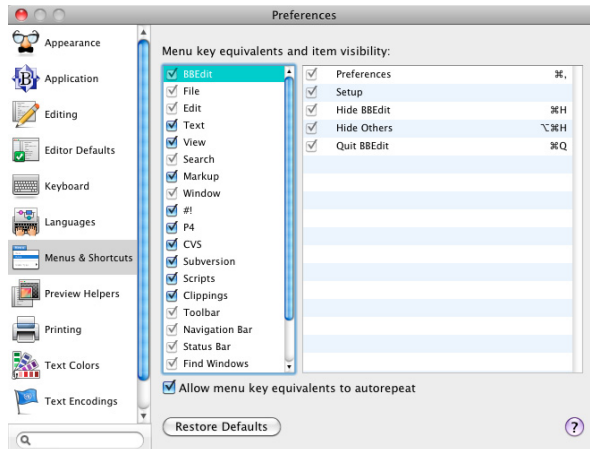 Preferences
Appearance
Application
Editing
Editor Defaults
Keyboard
Languages
Menus & Shortcuts
Preview Helpers
Printing
Text Colors
Text Encodings
Menu key equivalents and item visibility:
BBEdit
File
Edit
Text
View
Search
Markup
Window
#!
P4
CVS
Subversion
Scripts
Clippings
Toolbar
Navigation Bar
Status Bar
Find Windows
Preferences ⌘,
Setup
Hide BBEdit ⌘H
Hide Others ⌥⌘H
Quit BBEdit ⌘Q
Allow menu key equivalents to autorepeat
Restore Defaults
?